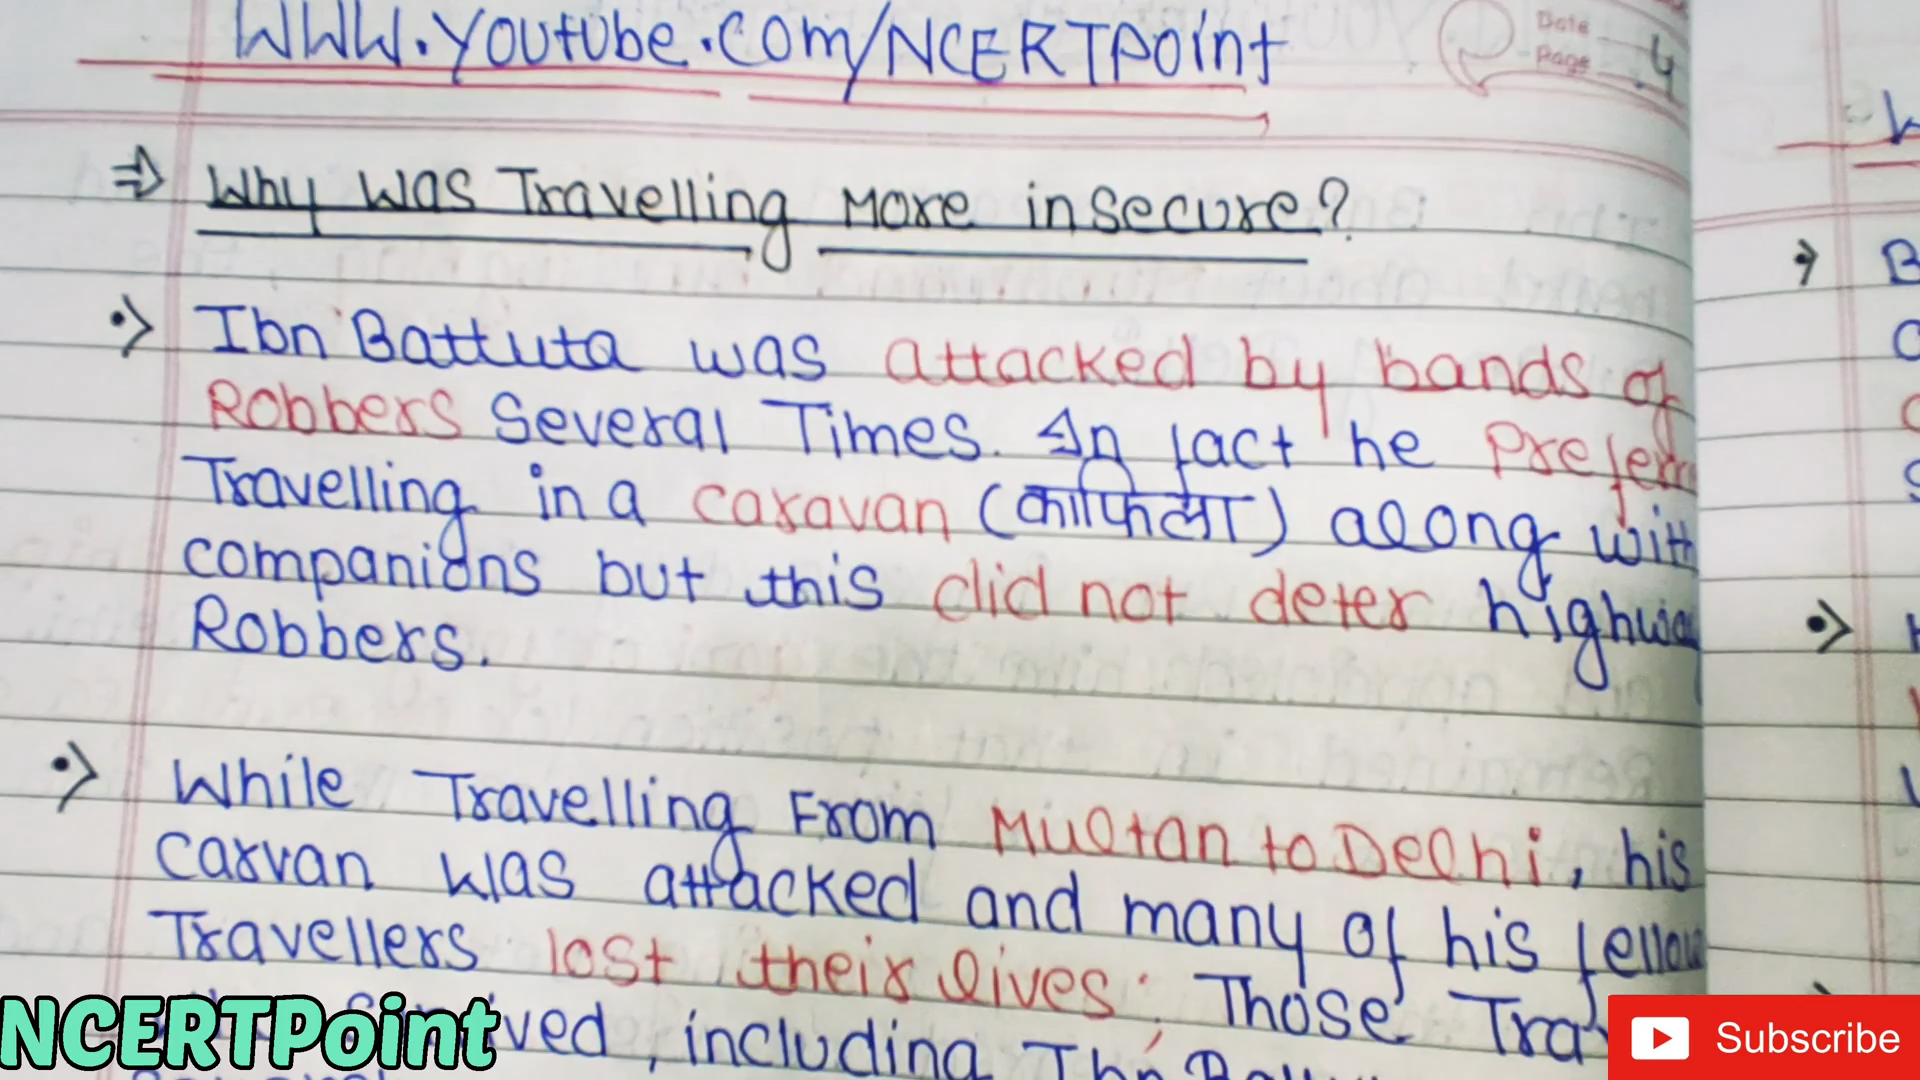 WWW.Youtube.com/NCERTPoint
Date
Page 4
⇒ Why was Travelling More insecure?
•> Ibn Battuta was attacked by bands of
Robbers Several Times. In fact he Prefer
Travelling in a caravan (काफिला) along with
companions but this did not deter highwa
Robbers.
•> While Travelling From Multan to Delhi, his
Carvan was attacked and many of his fellow
Travellers lost their lives. Those Tra
ived, including Ibn
NCERTPoint
Subscribe